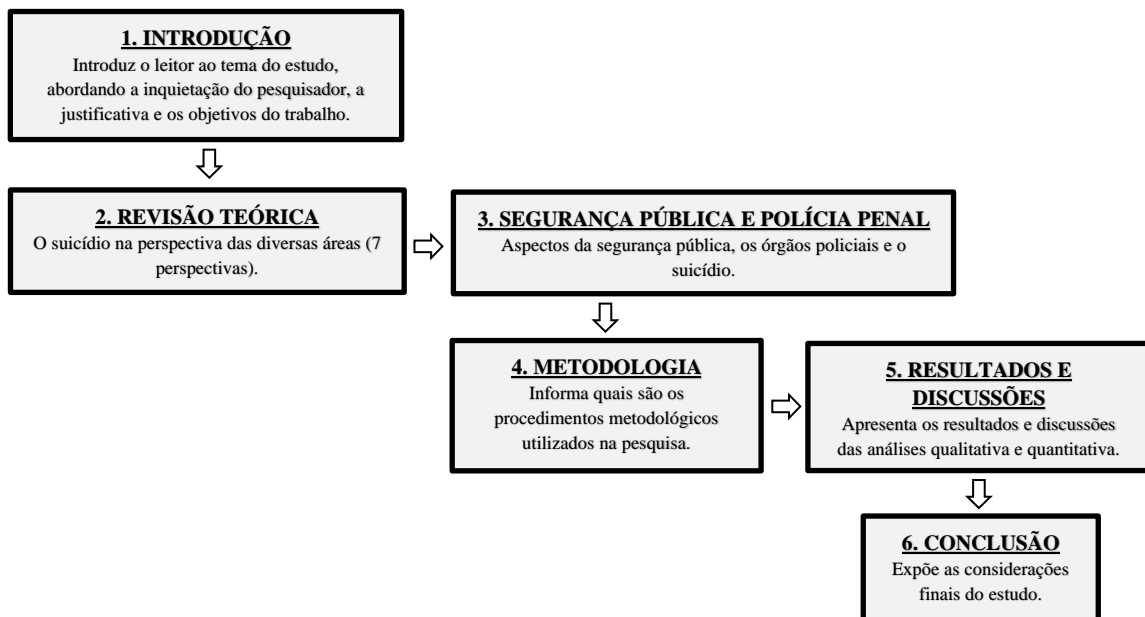 1. INTRODUÇÃO
Introduz o leitor ao tema do estudo,
abordando a inquietação do pesquisador, a
justificativa e os objetivos do trabalho.
2. REVISÃO TEÓRICA
O suicídio na perspectiva das diversas áreas (7
perspectivas).
3. SEGURANÇA PÚBLICA E POLÍCIA PENAL
Aspectos da segurança pública, os órgãos policiais e o
suicídio.
4. METODOLOGIA
Informa quais são os
procedimentos metodológicos
utilizados na pesquisa.
5. RESULTADOS E
DISCUSSÕES
Apresenta os resultados e discussões
das análises qualitativa e quantitativa.
6. CONCLUSÃO
Expõe as considerações
finais do estudo.